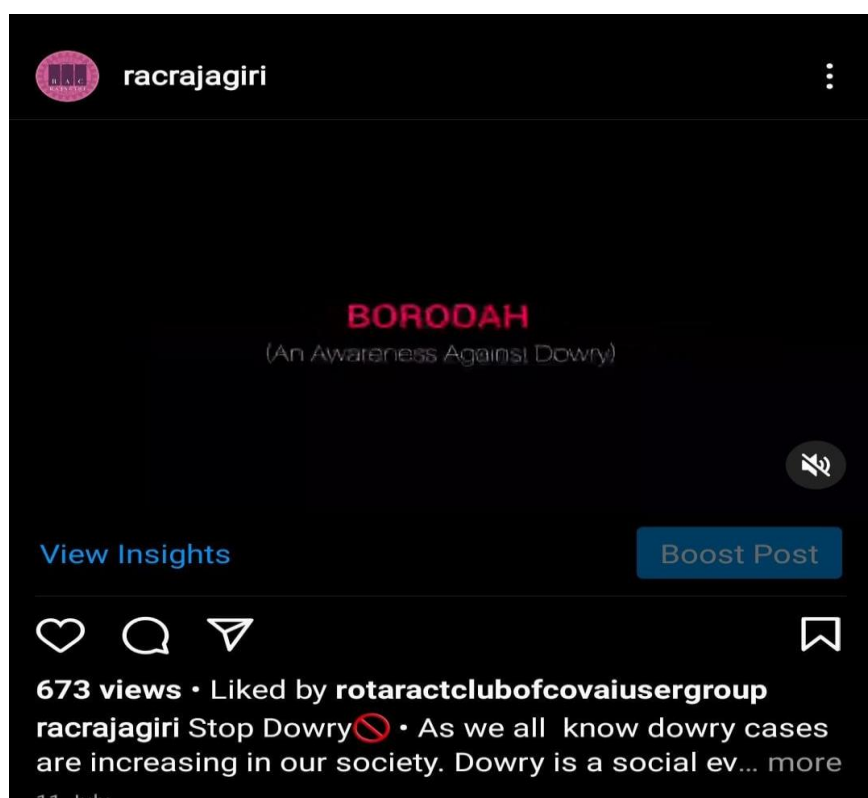 racrajagiri
RAC
BORODAH
(An Awareness Against Dowry)
View Insights
Boost Post
673 views • Liked by rotaractclubofcovaiusergroup
racrajagiri Stop Dowry🚫 • As we all know dowry cases
are increasing in our society. Dowry is a social ev... more